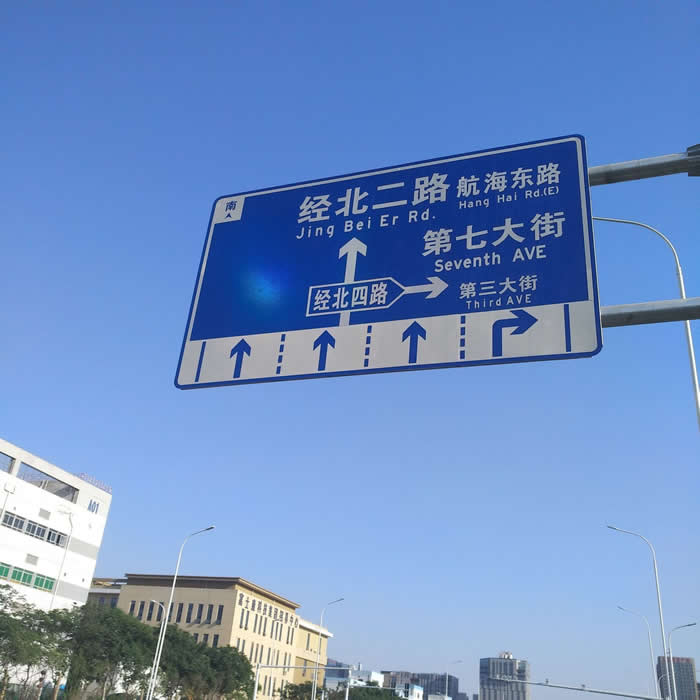 南
经北二路 航海东路
Jing Bei Er Rd. Hang Hai Rd.(E)
第七大街
Seventh AVE
经北四路
第三大街
Third AVE